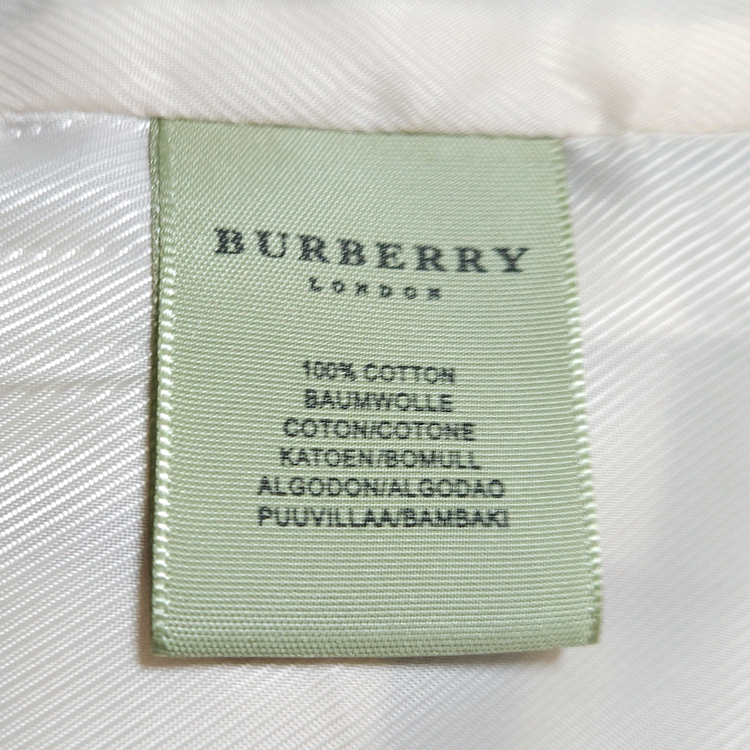 BURBERRY
LONDON
100% COTTON
BAUMWOLLE
COTON/COTONE
KATOEN/BOMULL
ALGODON/ALGODAO
PUUVILLAA/BAMBAKI